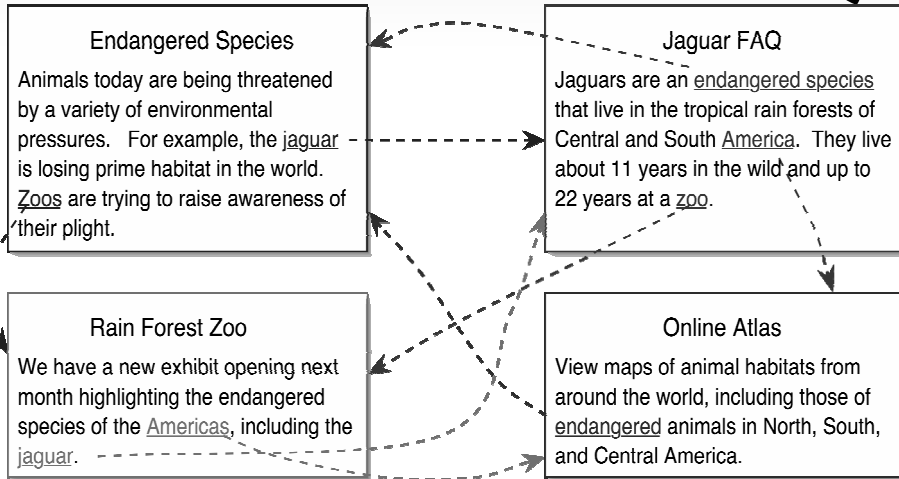 Endangered Species
Animals today are being threatened
by a variety of environmental
pressures. For example, the jaguar
is losing prime habitat in the world.
Zoos are trying to raise awareness of
their plight.
Jaguar FAQ
Jaguars are an endangered species
that live in the tropical rain forests of
Central and South America. They live
about 11 years in the wild and up to
22 years at a zoo.
Rain Forest Zoo
We have a new exhibit opening next
month highlighting the endangered
species of the Americas, including the
jaguar.
Online Atlas
View maps of animal habitats from
around the world, including those of
endangered animals in North, South,
and Central America.